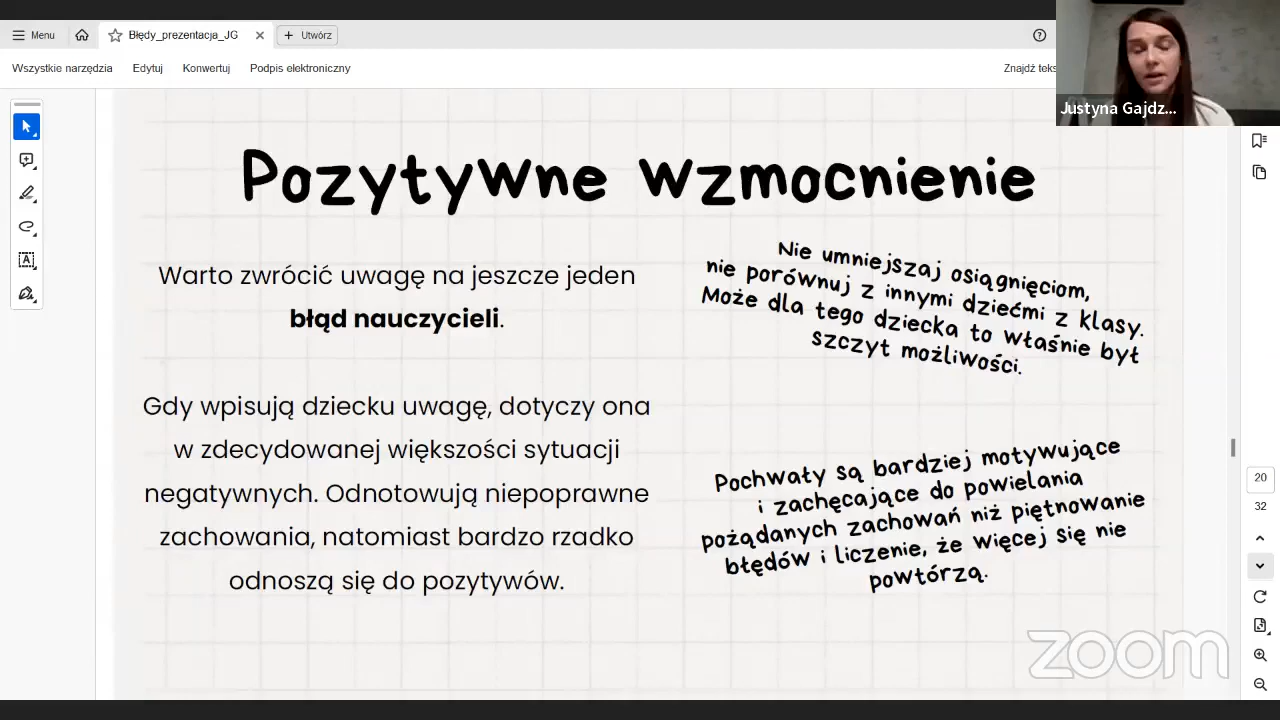 Menu
Błędy_prezentacja_JG
Utwórz
Wszystkie narzędzia
Edytuj
Konwertuj
Podpis elektroniczny
Znajdź teks
Justyna Gajdz...
Pozytywne wzmocnienie
Warto zwrócić uwagę na jeszcze jeden
błąd nauczycieli.
Gdy wpisują dziecku uwagę, dotyczy ona
w zdecydowanej większości sytuacji
negatywnych. Odnotowują niepoprawne
zachowania, natomiast bardzo rzadko
odnoszą się do pozytywów.
Nie umniejszaj osiągnięciom,
nie porównuj z innymi dziećmi z klasy.
Może dla tego dziecka to właśnie był
szczyt możliwości.
Pochwały są bardziej motywujące
i zachęcające do powielania
pożądanych zachowań niż piętnowanie
błędów i liczenie, że więcej się nie
powtórzą.
20
32
zoom